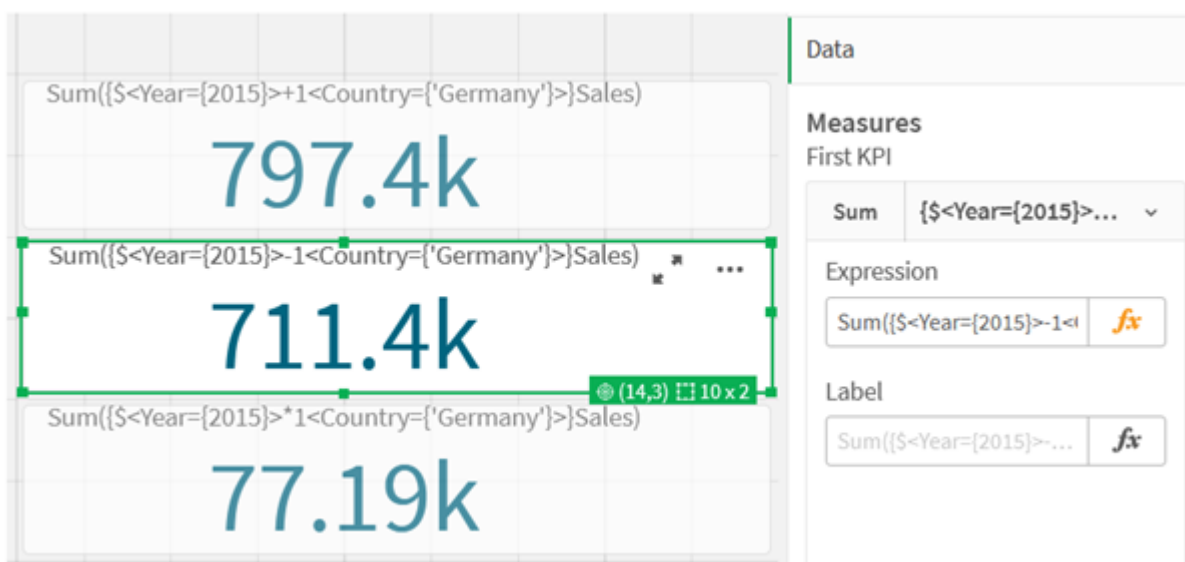 Sum({$<Year={2015}>+1<Country={'Germany'}>}Sales)
797.4k
Sum({$<Year={2015}>-1<Country={'Germany'}>}Sales)
711.4k
(14,3) 10 x 2
Sum({$<Year={2015}>*1<Country={'Germany'}>}Sales)
77.19k
Data
Measures
First KPI
Sum {$<Year={2015}>...
Expression
Sum({$<Year={2015}>-1<( fx
Label
Sum({$<Year={2015}>-... fx